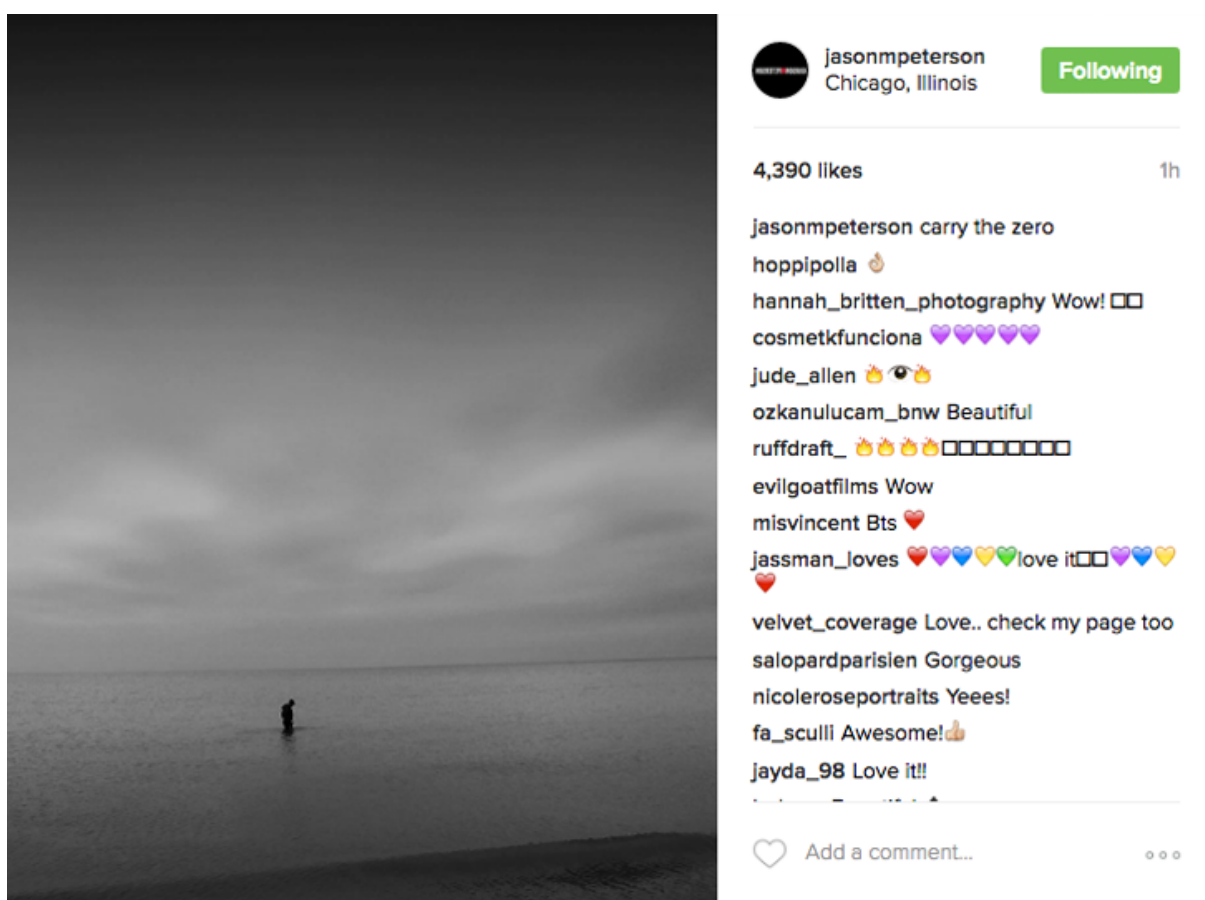 jasonmpeterson
Chicago, Illinois
Following
4,390 likes
1h
jasonmpeterson carry the zero
hoppipolla 👌🏼
hannah_britten_photography Wow! □□
cosmetkfunciona 💜💜💜💜💜
jude_allen 🔥👁🔥
ozkanulucam_bnw Beautiful
ruffdraft_ 🔥🔥🔥🔥□□□□□□□□
evilgoatfilms Wow
misvincent Bts ❤️
jassman_loves ❤️💜💙💛💚love it□□💜💙💛
❤️
velvet_coverage Love.. check my page too
salopardparisien Gorgeous
nicoleroseportraits Yeees!
fa_sculli Awesome!👍🏼
jayda_98 Love it!!
Add a comment...